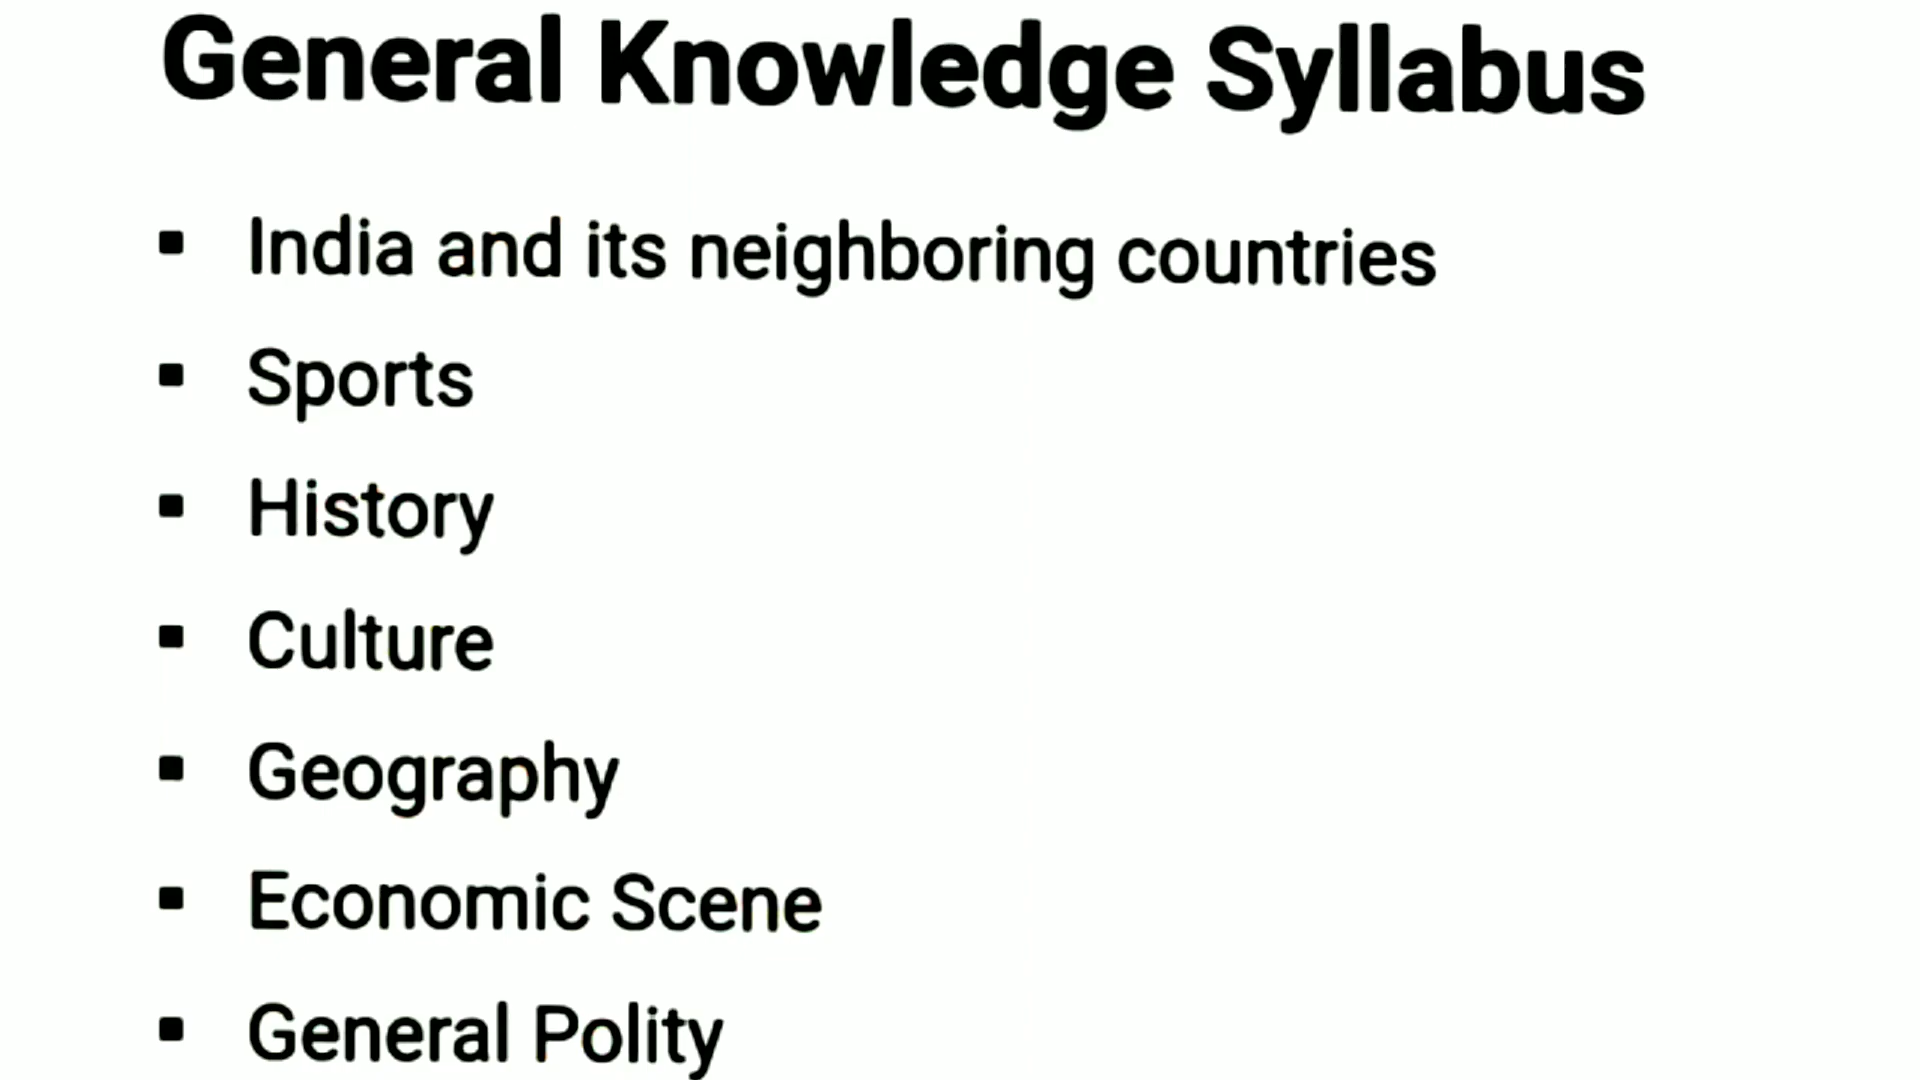 General Knowledge Syllabus
▪ India and its neighboring countries
▪ Sports
▪ History
▪ Culture
▪ Geography
▪ Economic Scene
▪ General Polity